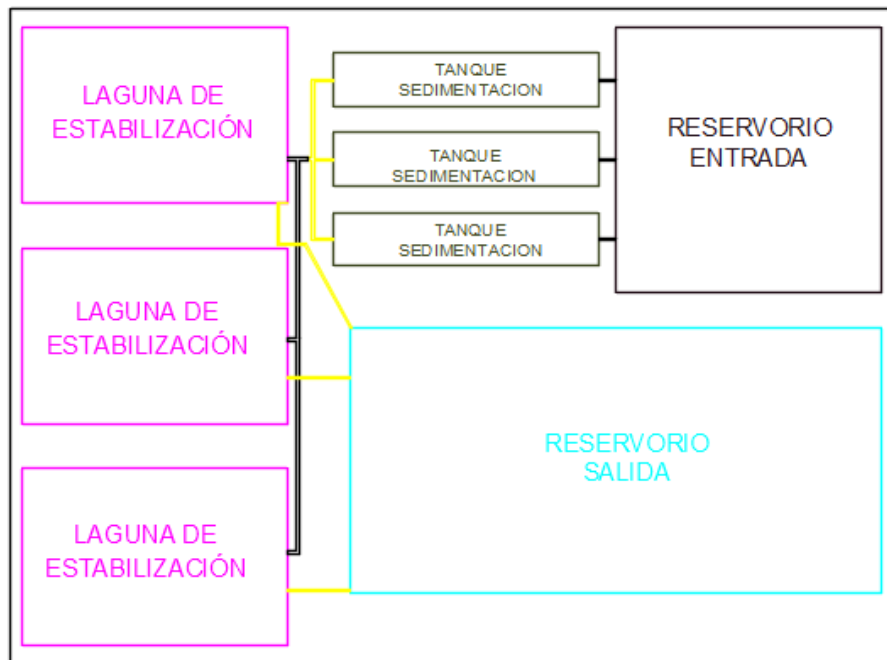 LAGUNA DE
ESTABILIZACIÓN
TANQUE
SEDIMENTACION
TANQUE
SEDIMENTACION
TANQUE
SEDIMENTACION
RESERVORIO
ENTRADA
LAGUNA DE
ESTABILIZACIÓN
RESERVORIO
SALIDA
LAGUNA DE
ESTABILIZACIÓN